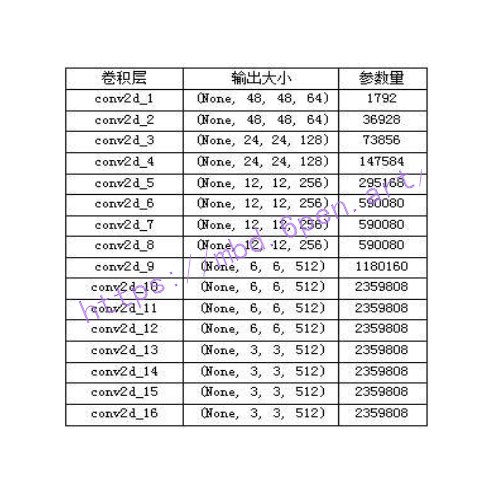 卷积层 输出大小 参数量
conv2d_1 (None, 48, 48, 64) 1792
conv2d_2 (None, 48, 48, 64) 36928
conv2d_3 (None, 24, 24, 128) 73856
conv2d_4 (None, 24, 24, 128) 147584
conv2d_5 (None, 12, 12, 256) 295168
conv2d_6 (None, 12, 12, 256) 590080
conv2d_7 (None, 12, 12, 256) 590080
conv2d_8 (None, 12, 12, 256) 590080
conv2d_9 (None, 6, 6, 512) 1180160
conv2d_10 (None, 6, 6, 512) 2359808
conv2d_11 (None, 6, 6, 512) 2359808
conv2d_12 (None, 6, 6, 512) 2359808
conv2d_13 (None, 3, 3, 512) 2359808
conv2d_14 (None, 3, 3, 512) 2359808
conv2d_15 (None, 3, 3, 512) 2359808
conv2d_16 (None, 3, 3, 512) 2359808
https://mbd.6pen.art/